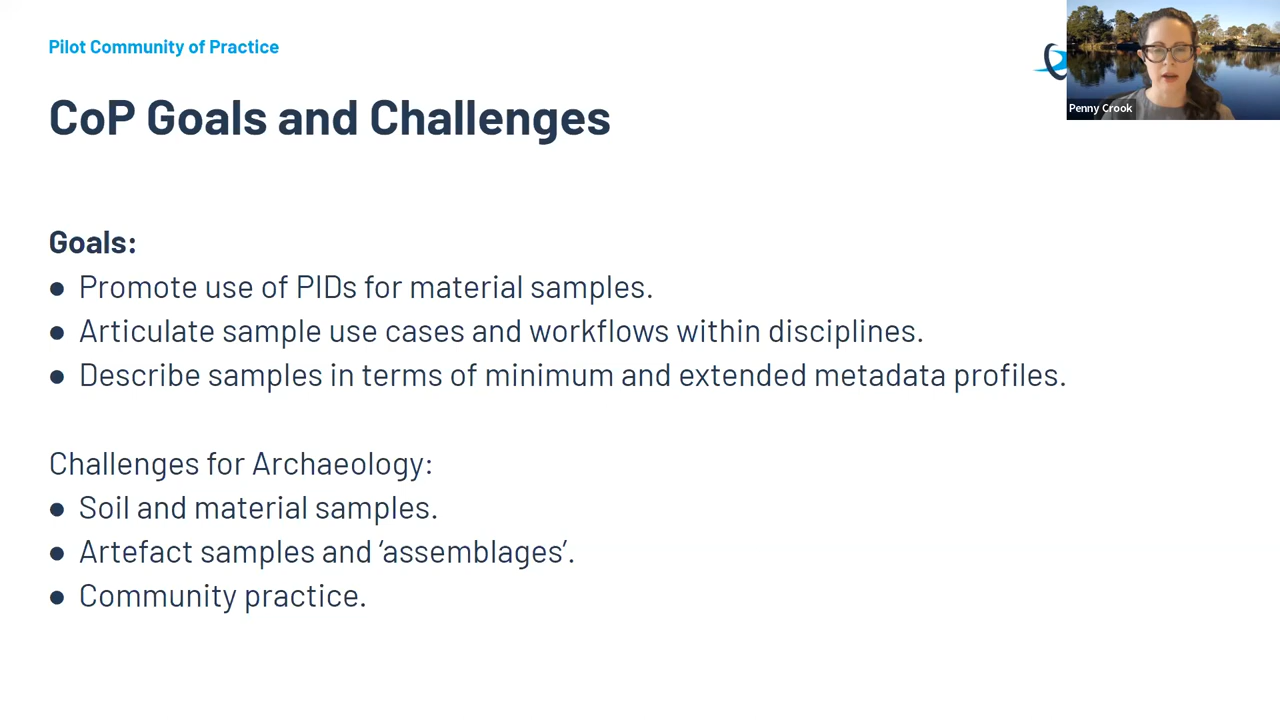 Pilot Community of Practice
Penny Crook
CoP Goals and Challenges
Goals:
● Promote use of PIDs for material samples.
● Articulate sample use cases and workflows within disciplines.
● Describe samples in terms of minimum and extended metadata profiles.
Challenges for Archaeology:
● Soil and material samples.
● Artefact samples and ‘assemblages’.
● Community practice.